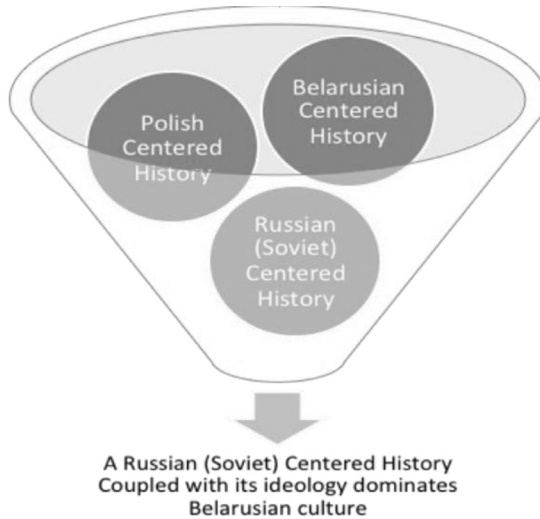 Polish
Centered
History
Belarusian
Centered
History
Russian
(Soviet)
Centered
History
A Russian (Soviet) Centered History
Coupled with its ideology dominates
Belarusian culture